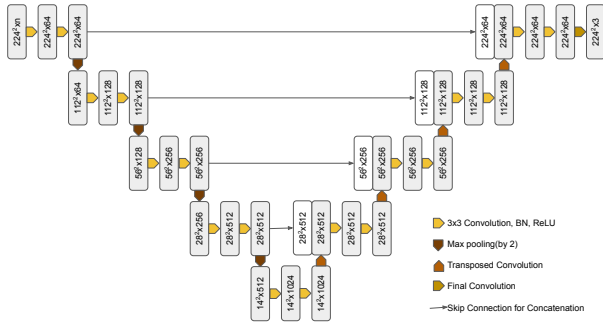 224²xn
224²x64
224²x64
224²x64
224²x64
224²x64
224²x64
224²x3
112²x64
112²x128
112²x128
112²x128
112²x128
112²x128
112²x128
56²x128
56²x256
56²x256
56²x256
56²x256
56²x256
56²x256
28²x256
28²x512
28²x512
28²x512
28²x512
28²x512
28²x512
14²x512
14²x1024
14²x1024
3x3 Convolution, BN, ReLU
Max pooling(by 2)
Transposed Convolution
Final Convolution
Skip Connection for Concatenation